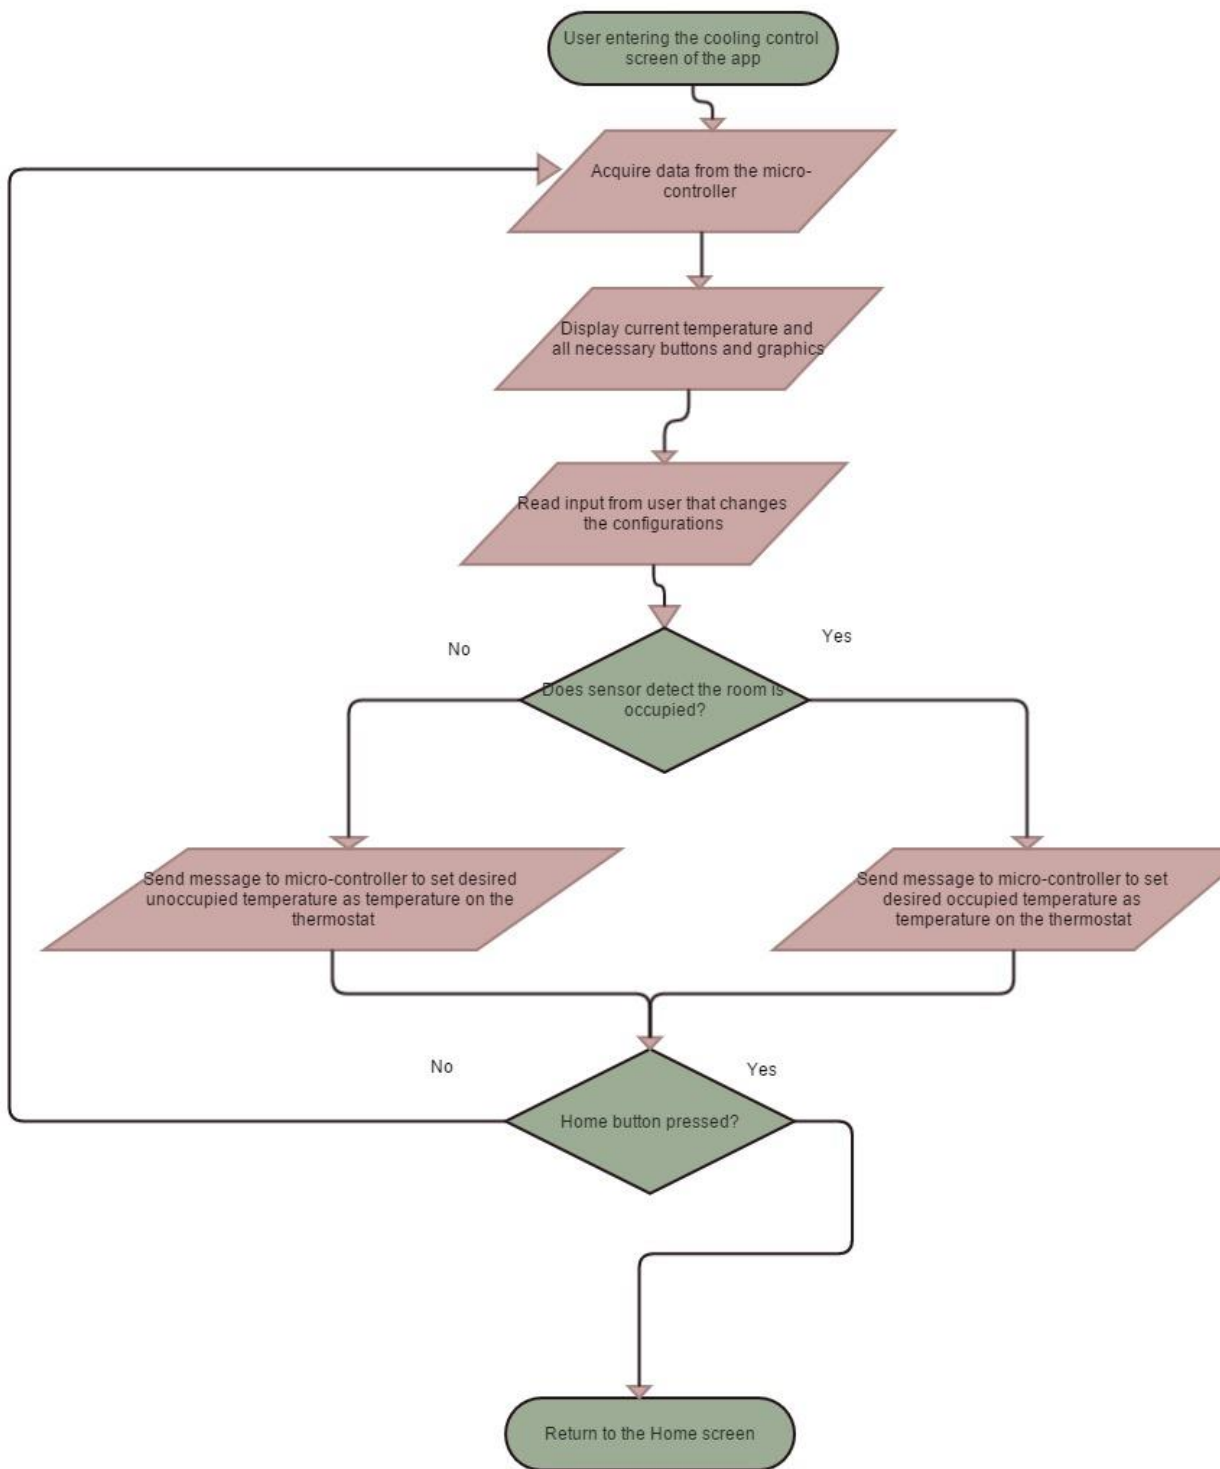 User entering the cooling control
screen of the app
Acquire data from the micro-
controller
Display current temperature and
all necessary buttons and graphics
Read input from user that changes
the configurations
No
Yes
Does sensor detect the room is
occupied?
Send message to micro-controller to set desired
unoccupied temperature as temperature on the
thermostat
Send message to micro-controller to set
desired occupied temperature as
temperature on the thermostat
No
Yes
Home button pressed?
Return to the Home screen